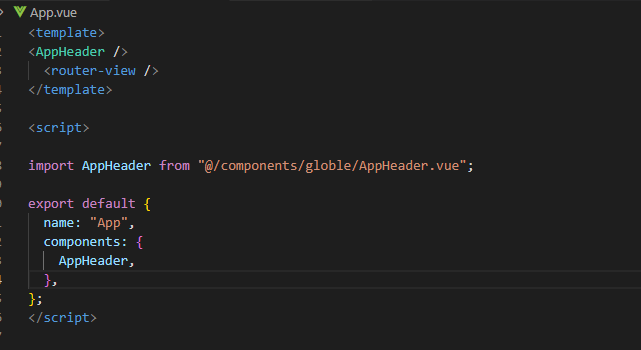 App.vue
<template>
<AppHeader />
  <router-view />
</template>

<script>

import AppHeader from "@/components/globle/AppHeader.vue";

export default {
  name: "App",
  components: {
    AppHeader,
  },
};
</script>